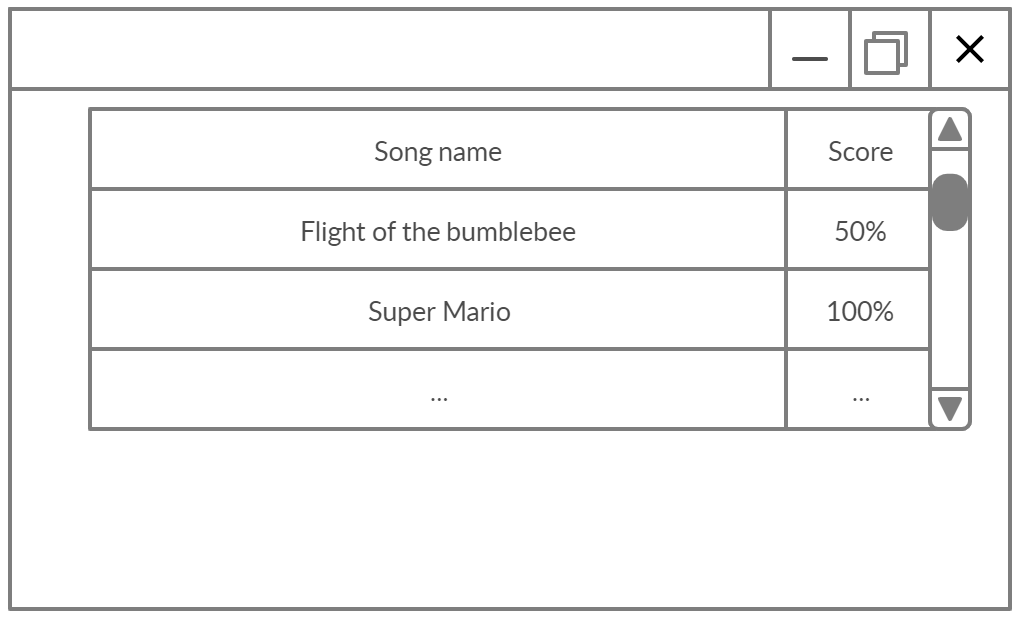 Song name Score
Flight of the bumblebee 50%
Super Mario 100%
... ...